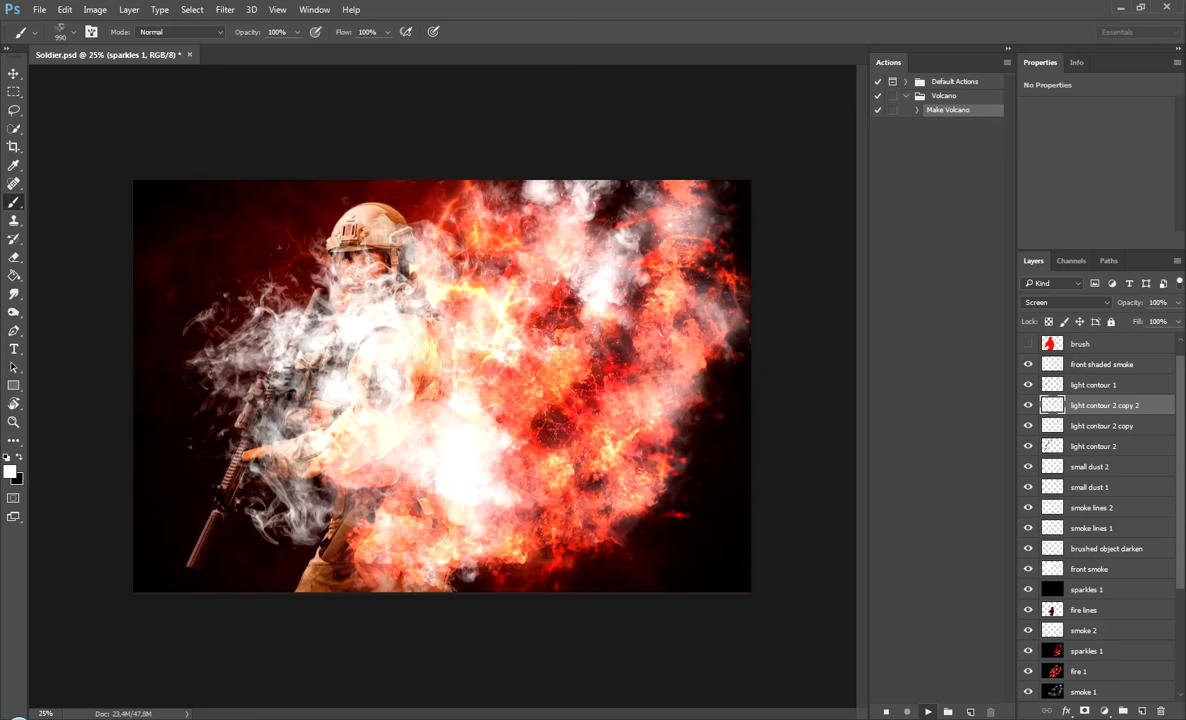 Ps File Edit Image Layer Type Select Filter 3D View Window Help
990 Mode: Normal Opacity: 100% Flow: 100% Essentials
Soldier.psd @ 25% (sparkles 1, RGB/8) * ×
Actions
Default Actions
Volcano
Make Volcano
Properties Info
No Properties
Layers Channels Paths
Kind
Screen Opacity: 100%
Lock: Fill: 100%
brush
front shaded smoke
light contour 1
light contour 2 copy 2
light contour 2 copy
light contour 2
small dust 2
small dust 1
smoke lines 2
smoke lines 1
brushed object darken
front smoke
sparkles 1
fire lines
smoke 2
sparkles 1
fire 1
smoke 1
25% Doc: 23,4M/47,8M